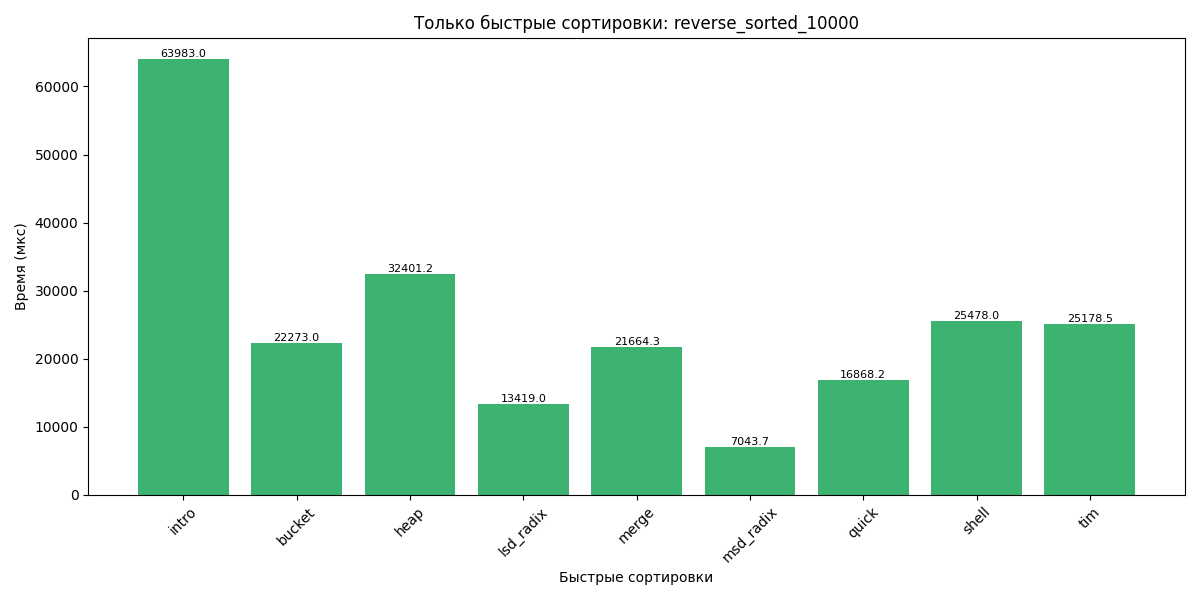 Только быстрые сортировки: reverse_sorted_10000
Время (мкс)
60000
50000
40000
30000
20000
10000
0
63983.0
22273.0
32401.2
13419.0
21664.3
7043.7
16868.2
25478.0
25178.5
intro
bucket
heap
lsd_radix
merge
msd_radix
quick
shell
tim
Быстрые сортировки